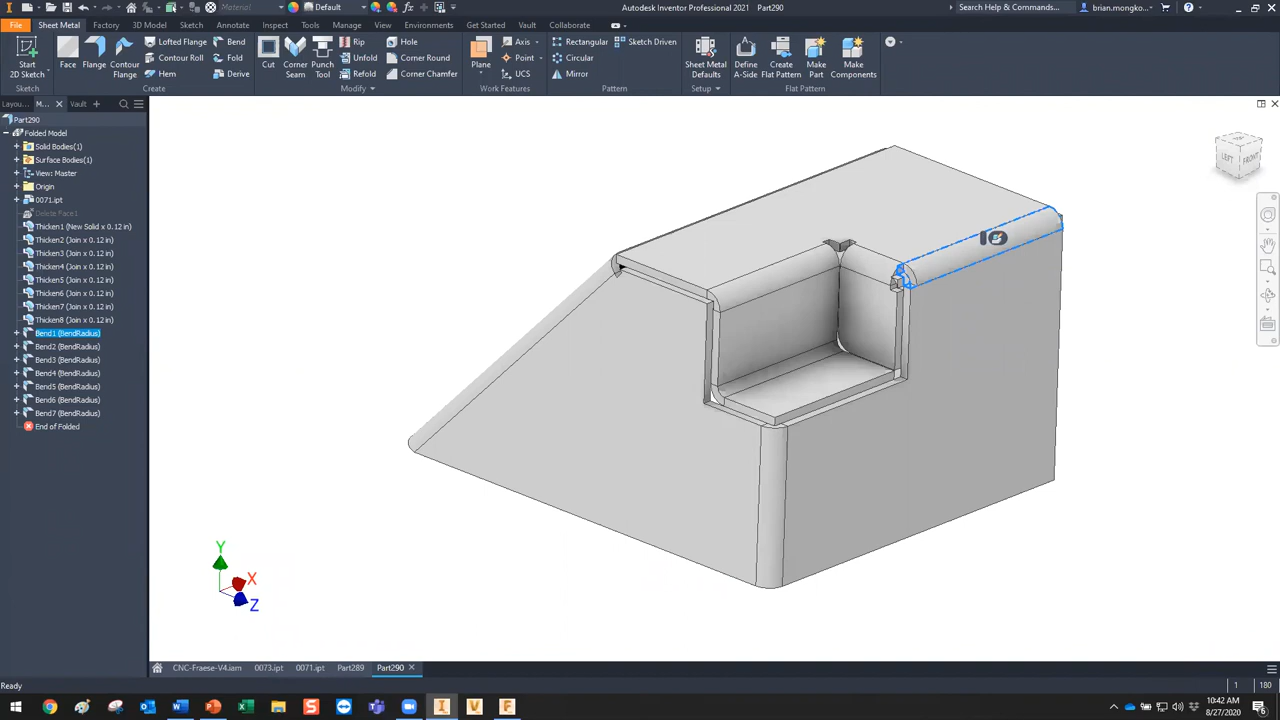 Material
Default
Autodesk Inventor Professional 2021 Part290
Search Help & Commands...
brian.mongko...
File Sheet Metal Factory 3D Model Sketch Annotate Inspect Tools Manage View Environments Get Started Vault Collaborate
Start 2D Sketch
Face
Flange
Contour Flange
Lofted Flange
Contour Roll
Hem
Bend
Fold
Derive
Cut
Corner Seam
Punch Tool
Rip
Unfold
Refold
Hole
Corner Round
Corner Chamfer
Plane
Axis
Point
UCS
Rectangular
Circular
Mirror
Sketch Driven
Sheet Metal Defaults
Define A-Side
Create Flat Pattern
Make Part
Make Components
Sketch Create Modify Work Features Pattern Setup Flat Pattern
Layou... M... Vault
Part290
Folded Model
Solid Bodies(1)
Surface Bodies(1)
View: Master
Origin
0071.ipt
Delete Face1
Thicken1 (New Solid x 0.12 in)
Thicken2 (Join x 0.12 in)
Thicken3 (Join x 0.12 in)
Thicken4 (Join x 0.12 in)
Thicken5 (Join x 0.12 in)
Thicken6 (Join x 0.12 in)
Thicken7 (Join x 0.12 in)
Thicken8 (Join x 0.12 in)
Bend1 (BendRadius)
Bend2 (BendRadius)
Bend3 (BendRadius)
Bend4 (BendRadius)
Bend5 (BendRadius)
Bend6 (BendRadius)
Bend7 (BendRadius)
End of Folded
LEFT FRONT
Y
X
Z
CNC-Fraese-V4.iam 0073.ipt 0071.ipt Part289 Part290
Ready
1 180
10:42 AM
8/27/2020
6